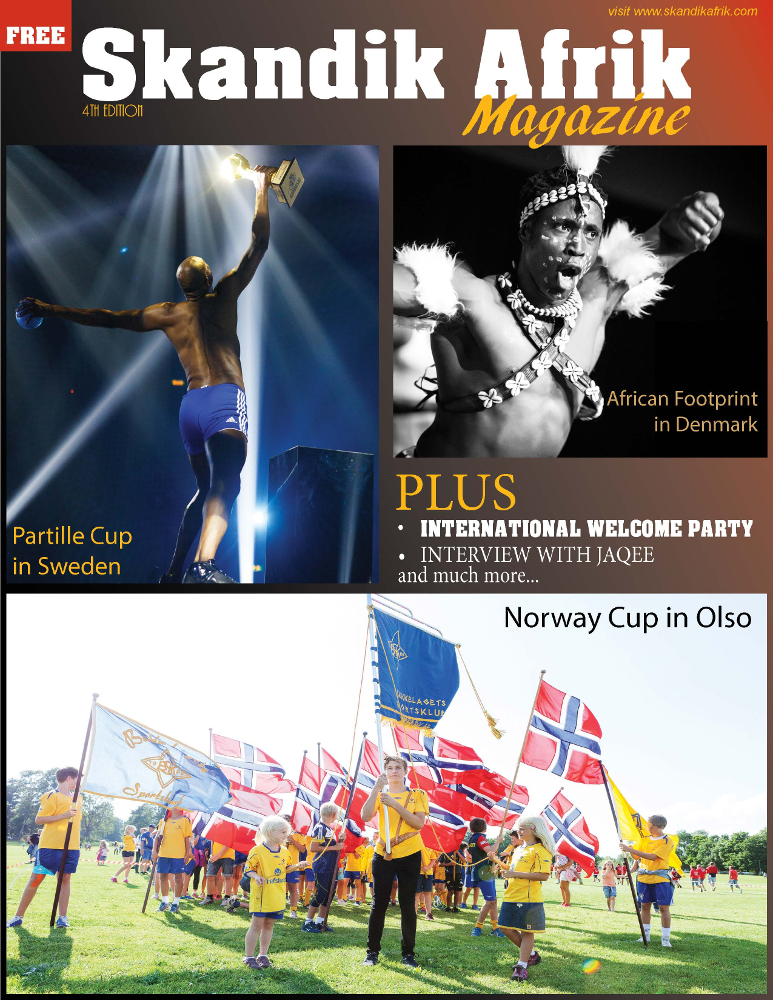 visit www.skandikafrik.com
FREE
Skandik Afrik
4TH EDITION
Magazine
African Footprint
in Denmark
Partille Cup
in Sweden
PLUS
• INTERNATIONAL WELCOME PARTY
• INTERVIEW WITH JAQEE
and much more...
Norway Cup in Olso